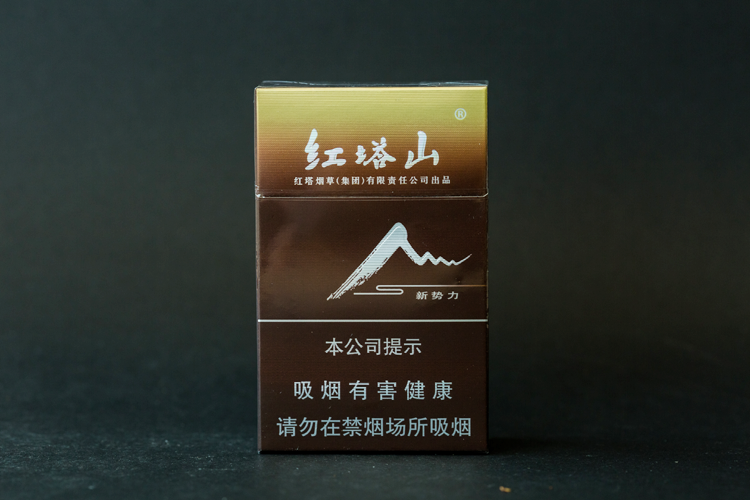 ®
红塔山
红塔烟草(集团)有限责任公司出品
新势力
本公司提示
吸烟有害健康
请勿在禁烟场所吸烟